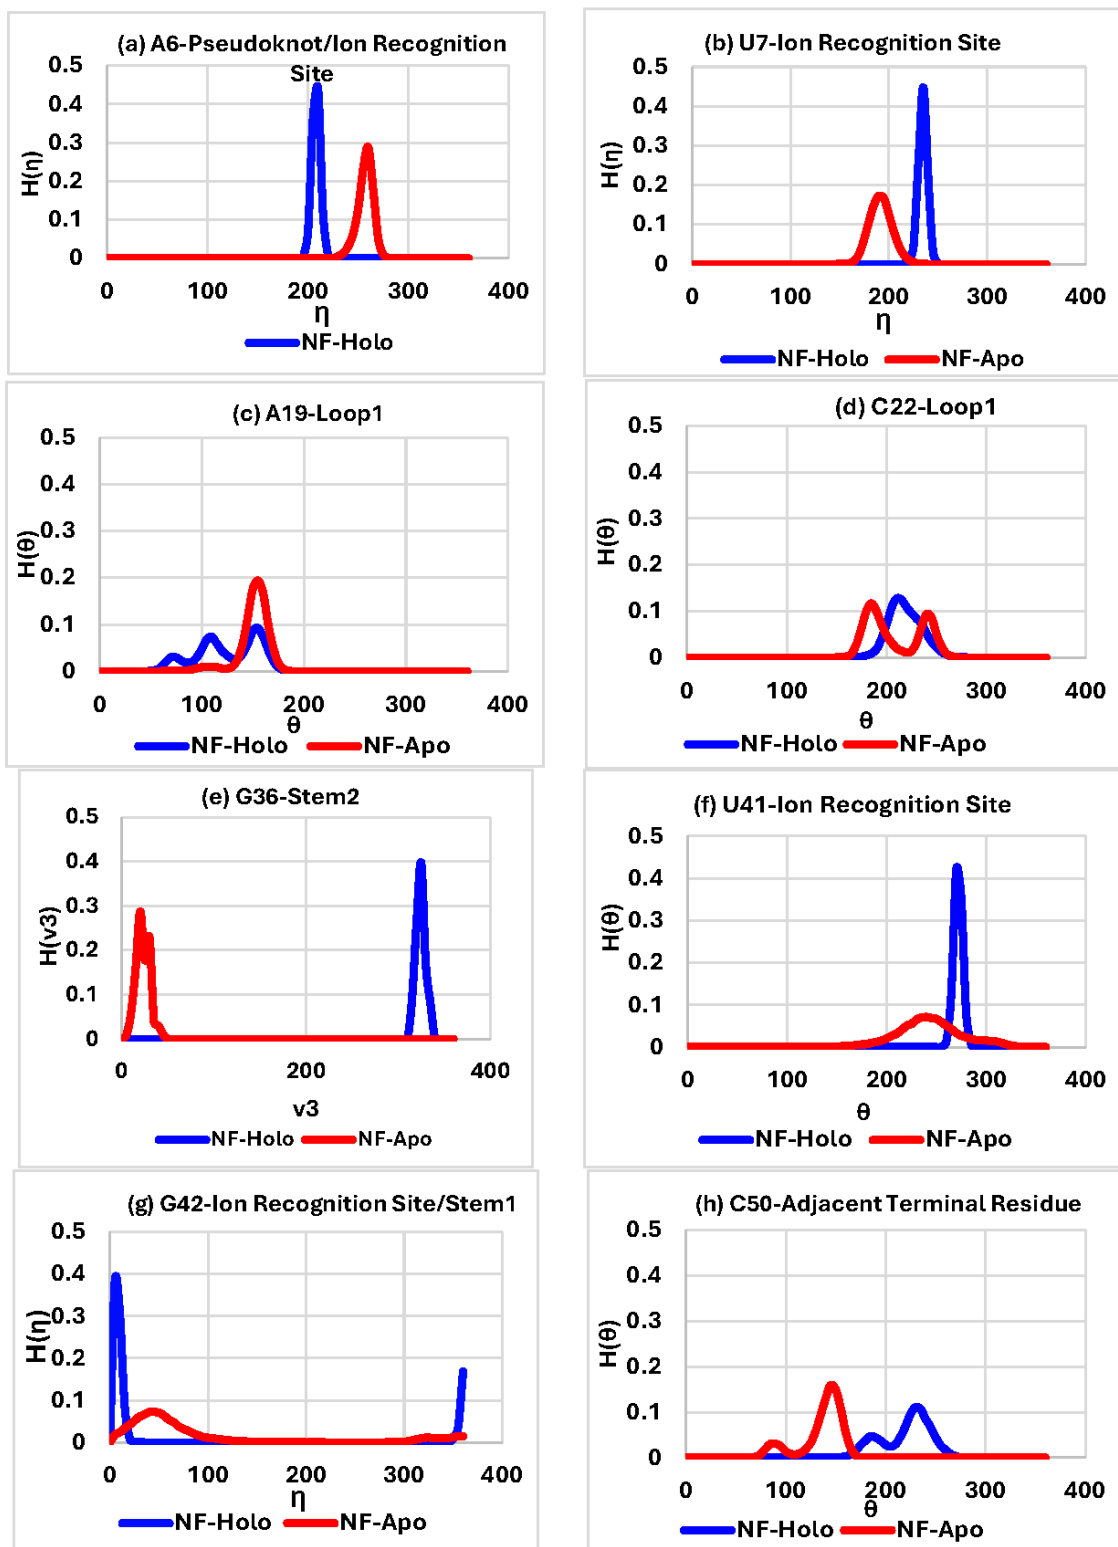 (a) A6-Pseudoknot/Ion Recognition
Site
0.5
0.4
0.3
0.2
0.1
0
H(η)
0 100 200 300 400
η
NF-Holo
(b) U7-Ion Recognition Site
0.5
0.4
0.3
0.2
0.1
0
H(η)
0 100 200 300 400
η
NF-Holo NF-Apo
(c) A19-Loop1
0.5
0.4
0.3
0.2
0.1
0
H(θ)
0 100 200 300 400
θ
NF-Holo NF-Apo
(d) C22-Loop1
0.5
0.4
0.3
0.2
0.1
0
H(θ)
0 100 200 300 400
θ
NF-Holo NF-Apo
(e) G36-Stem2
0.5
0.4
0.3
0.2
0.1
0
H(v3)
0 200 400
v3
NF-Holo NF-Apo
(f) U41-Ion Recognition Site
0.5
0.4
0.3
0.2
0.1
0
H(θ)
0 100 200 300 400
θ
NF-Holo NF-Apo
(g) G42-Ion Recognition Site/Stem1
0.5
0.4
0.3
0.2
0.1
0
H(η)
0 100 200 300 400
η
NF-Holo NF-Apo
(h) C50-Adjacent Terminal Residue
0.5
0.4
0.3
0.2
0.1
0
H(θ)
0 100 200 300 400
θ
NF-Holo NF-Apo